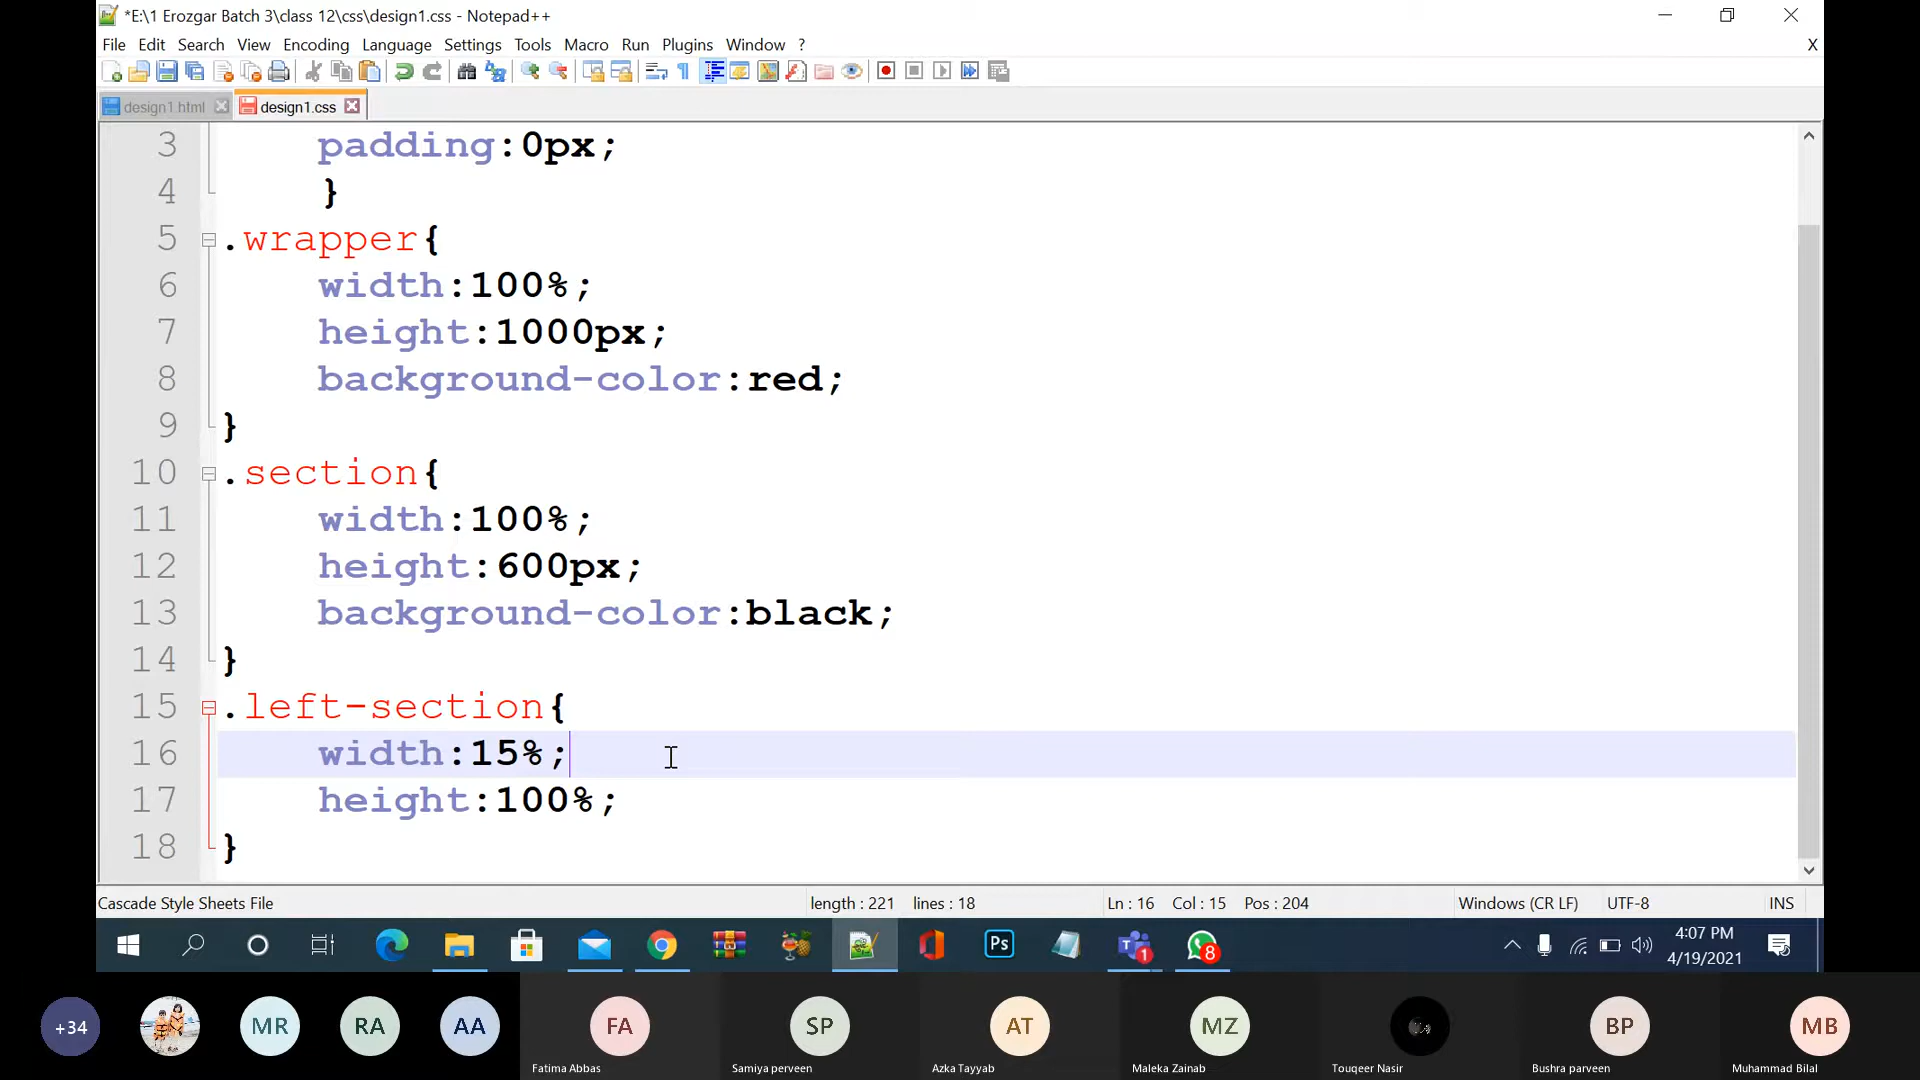 *E:\1 Erozgar Batch 3\class 12\css\design1.css - Notepad++
File Edit Search View Encoding Language Settings Tools Macro Run Plugins Window ? X
design1.html design1.css
3 padding:0px;
4 }
5 .wrapper{
6 width:100%;
7 height:1000px;
8 background-color:red;
9 }
10 .section{
11 width:100%;
12 height:600px;
13 background-color:black;
14 }
15 .left-section{
16 width:15%;
17 height:100%;
18 }
Cascade Style Sheets File length : 221 lines : 18 Ln : 16 Col : 15 Pos : 204 Windows (CR LF) UTF-8 INS
Ps 1 8 4:07 PM
4/19/2021
+34 MR RA AA FA SP AT MZ BP MB
Fatima Abbas Samiya perveen Azka Tayyab Maleka Zainab Touqeer Nasir Bushra parveen Muhammad Bilal